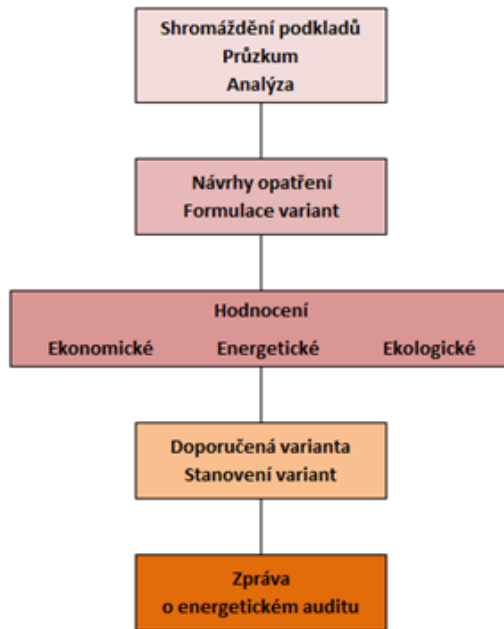 Shromáždění podkladů
Průzkum
Analýza
Návrhy opatření
Formulace variant
Hodnocení
Ekonomické Energetické Ekologické
Doporučená varianta
Stanovení variant
Zpráva
o energetickém auditu